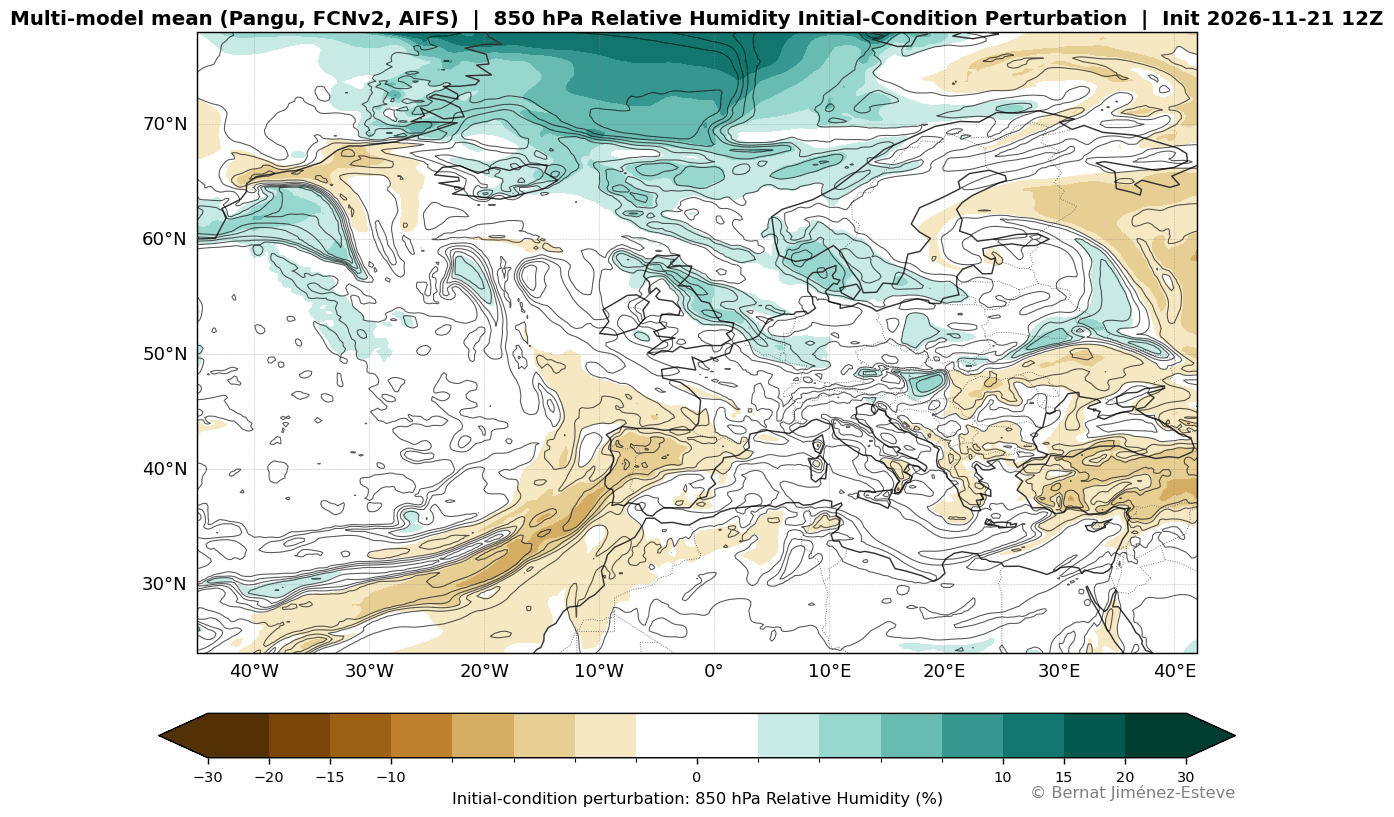 Multi-model mean (Pangu, FCNv2, AIFS) | 850 hPa Relative Humidity Initial-Condition Perturbation | Init 2026-11-21 12Z
70°N
60°N
50°N
40°N
30°N
40°W 30°W 20°W 10°W 0° 10°E 20°E 30°E 40°E
−30 −20 −15 −10 0 10 15 20 30
Initial-condition perturbation: 850 hPa Relative Humidity (%)
© Bernat Jiménez-Esteve